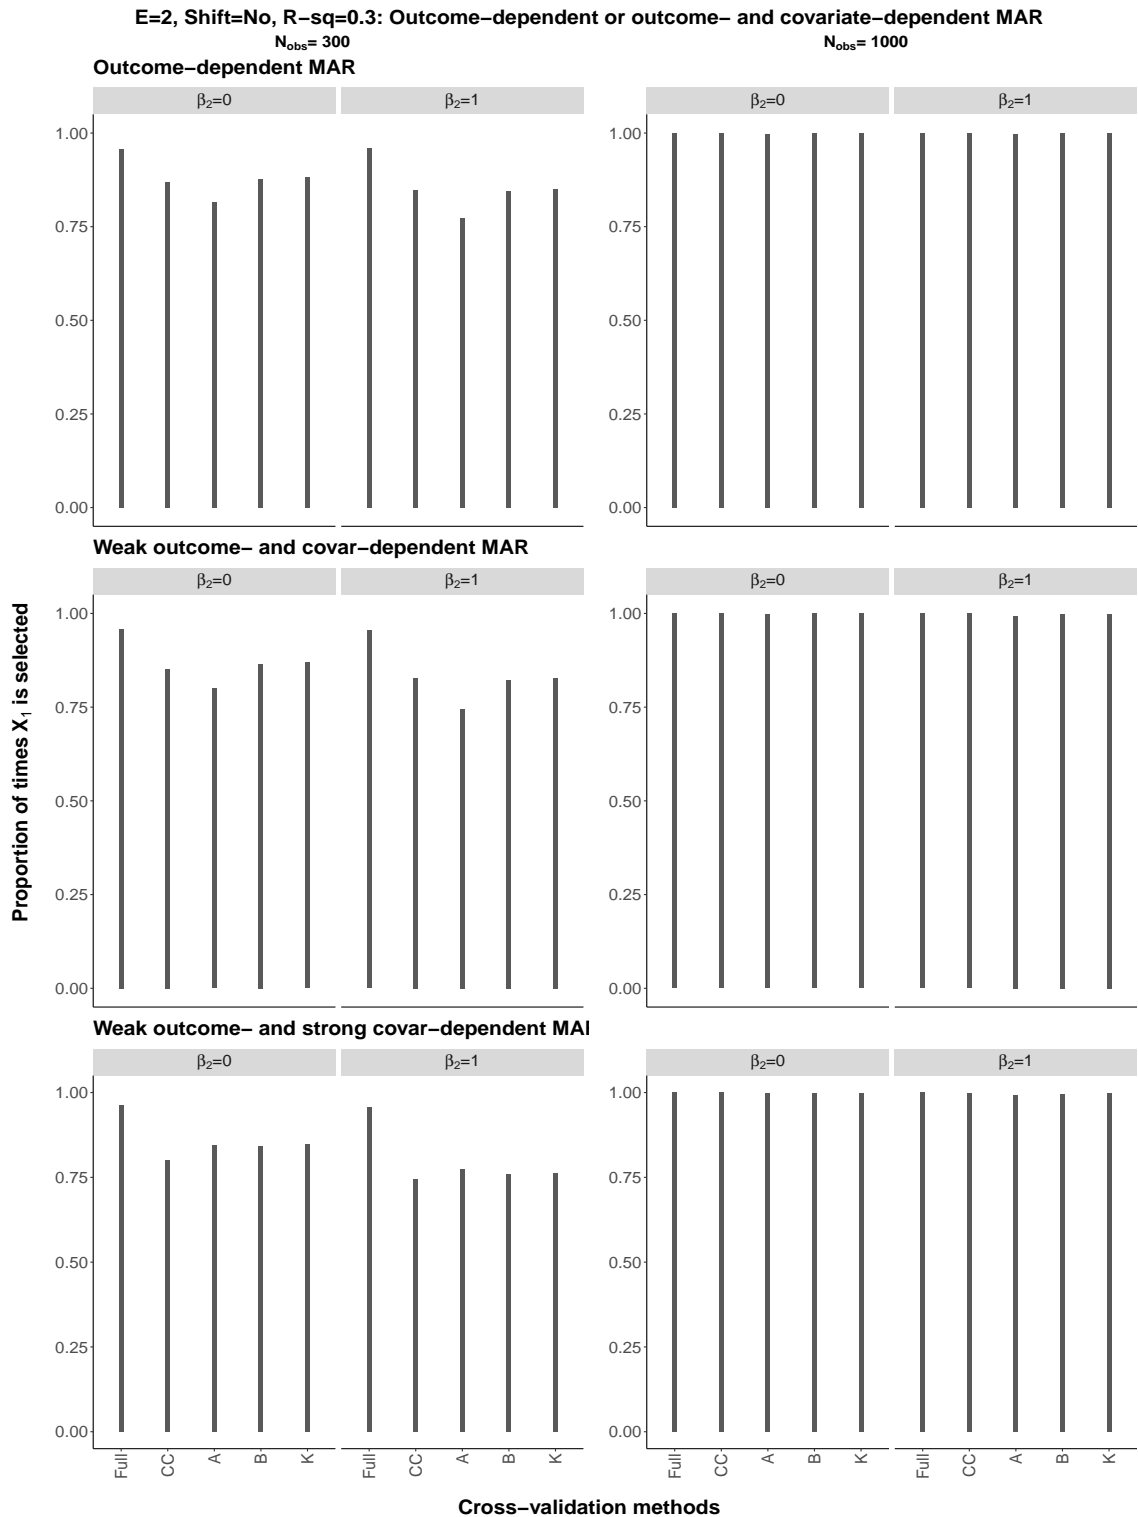 E=2, Shift=No, R−sq=0.3: Outcome−dependent or outcome− and covariate−dependent MAR
Nobs= 300
Nobs= 1000
Outcome−dependent MAR
β2=0
β2=1
β2=0
β2=1
1.00
0.75
0.50
0.25
0.00
1.00
0.75
0.50
0.25
0.00
Weak outcome− and covar−dependent MAR
β2=0
β2=1
β2=0
β2=1
1.00
0.75
0.50
0.25
0.00
1.00
0.75
0.50
0.25
0.00
Proportion of times X1 is selected
Weak outcome− and strong covar−dependent MAI
β2=0
β2=1
β2=0
β2=1
1.00
0.75
0.50
0.25
0.00
1.00
0.75
0.50
0.25
0.00
Full CC A B K
Full CC A B K
Full CC A B K
Full CC A B K
Cross−validation methods